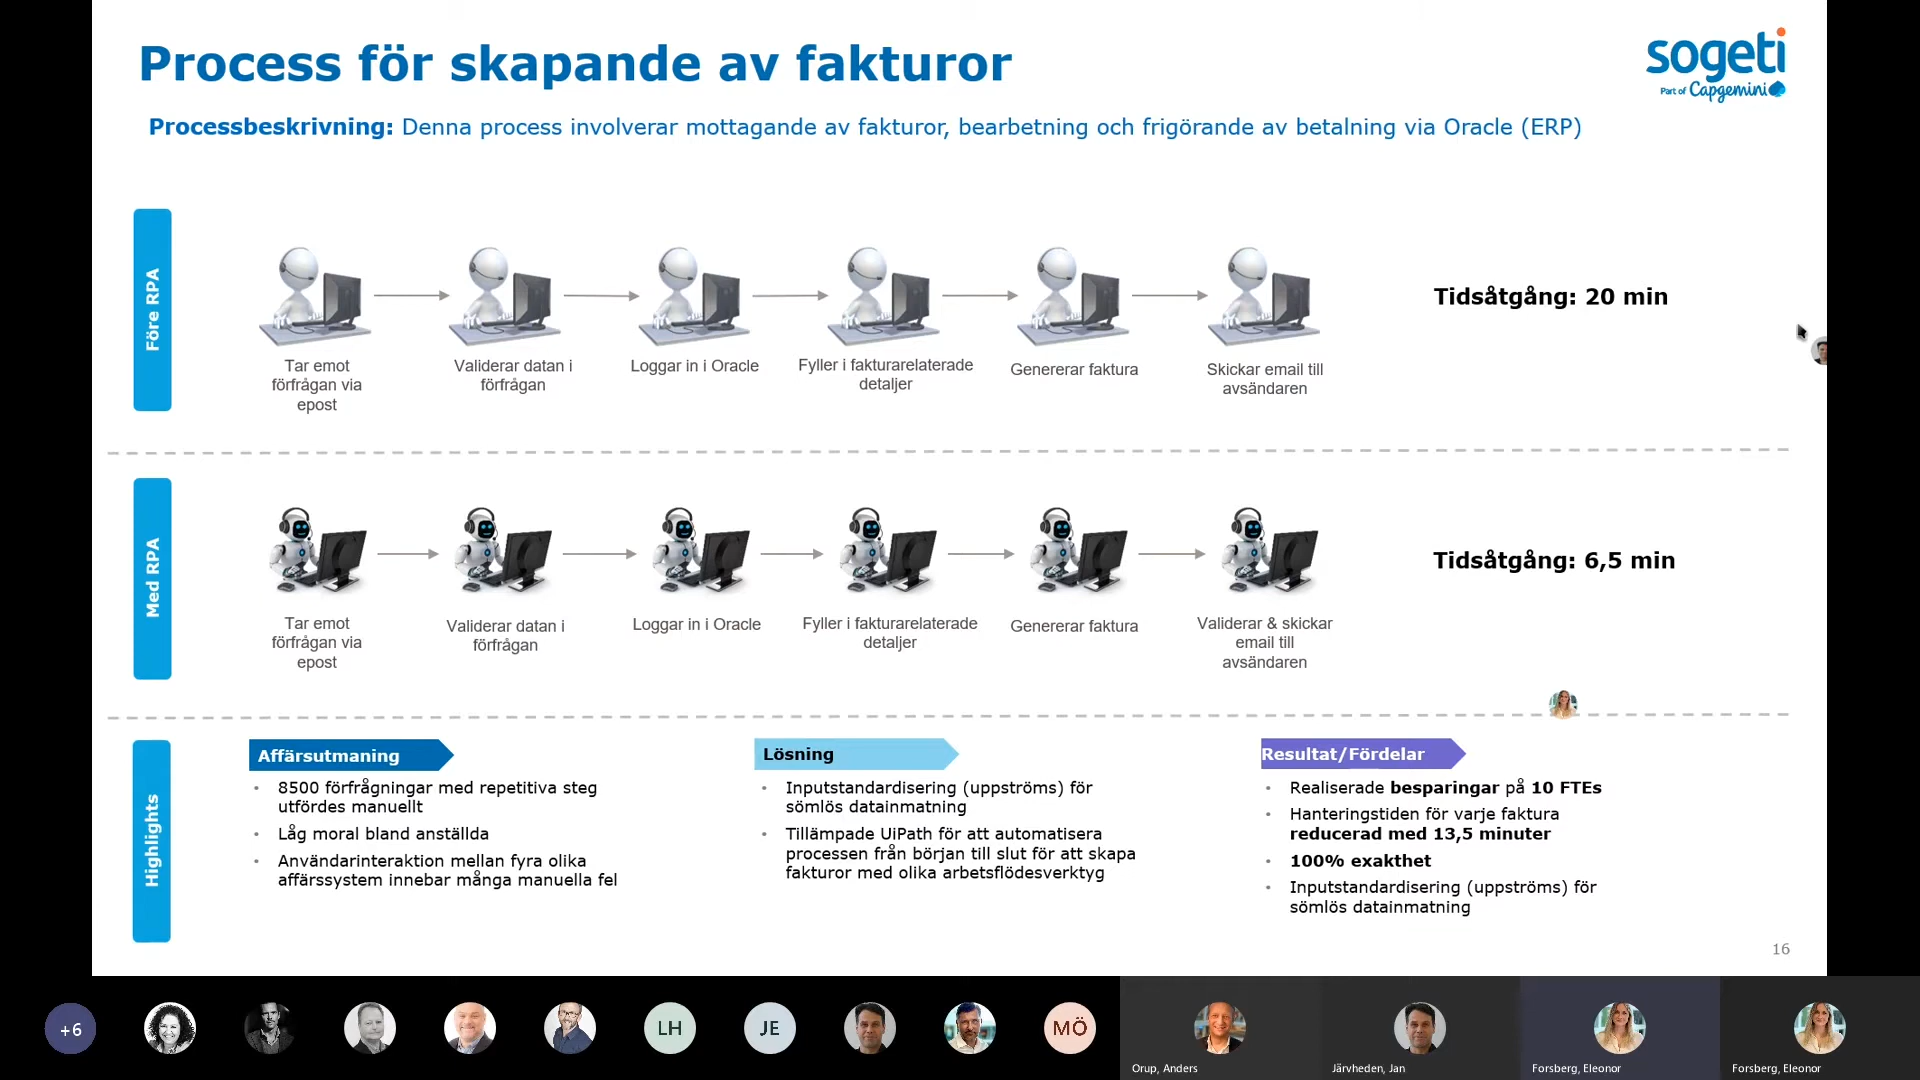 Process för skapande av fakturor
sogeti
Part of Capgemini
Processbeskrivning: Denna process involverar mottagande av fakturor, bearbetning och frigörande av betalning via Oracle (ERP)
Före RPA
Tar emot
förfrågan via
epost
Validerar datan i
förfrågan
Loggar in i Oracle
Fyller i fakturarelaterade
detaljer
Genererar faktura
Skickar email till
avsändaren
Tidsåtgång: 20 min
Med RPA
Tar emot
förfrågan via
epost
Validerar datan i
förfrågan
Loggar in i Oracle
Fyller i fakturarelaterade
detaljer
Genererar faktura
Validerar & skickar
email till
avsändaren
Tidsåtgång: 6,5 min
Highlights
Affärsutmaning
• 8500 förfrågningar med repetitiva steg
utfördes manuellt
• Låg moral bland anställda
• Användarinteraktion mellan fyra olika
affärssystem innebar många manuella fel
Lösning
• Inputstandardisering (uppströms) för
sömlös datainmatning
• Tillämpade UiPath för att automatisera
processen från början till slut för att skapa
fakturor med olika arbetsflödesverktyg
Resultat/Fördelar
• Realiserade besparingar på 10 FTEs
• Hanteringstiden för varje faktura
reducerad med 13,5 minuter
• 100% exakthet
• Inputstandardisering (uppströms) för
sömlös datainmatning
16
+6
LH
JE
MÖ
Orup, Anders
Järvheden, Jan
Forsberg, Eleonor
Forsberg, Eleonor